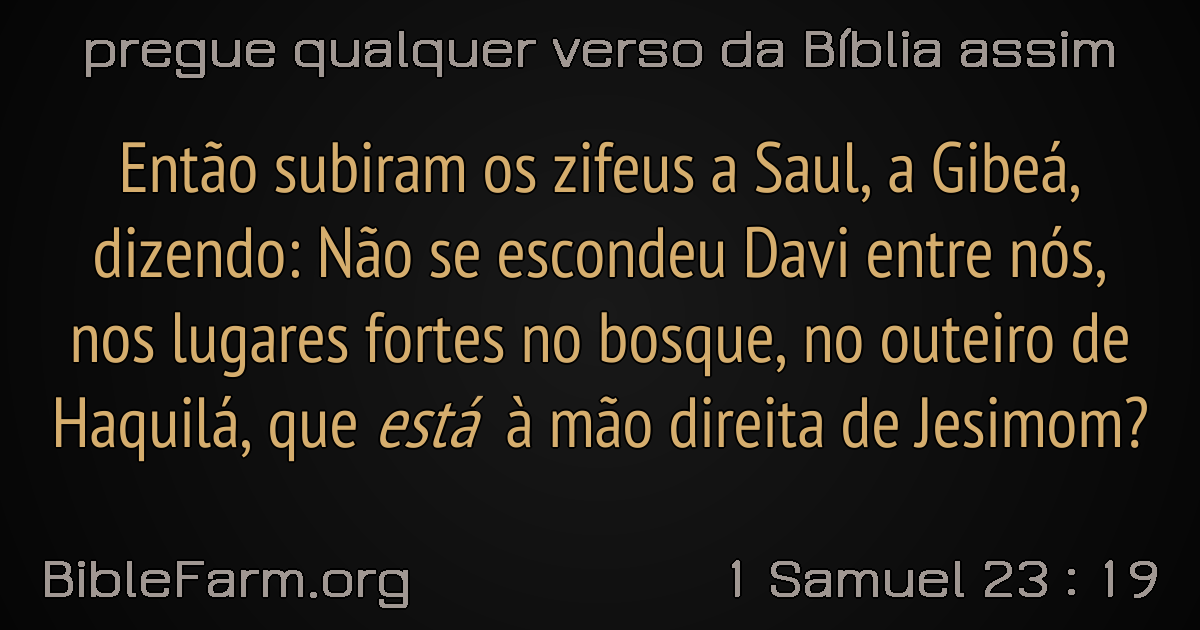 pregue qualquer verso da Bíblia assim
Então subiram os zifeus a Saul, a Gibeá,
dizendo: Não se escondeu Davi entre nós,
nos lugares fortes no bosque, no outeiro de
Haquilá, que está à mão direita de Jesimom?
BibleFarm.org
1 Samuel 23 : 19